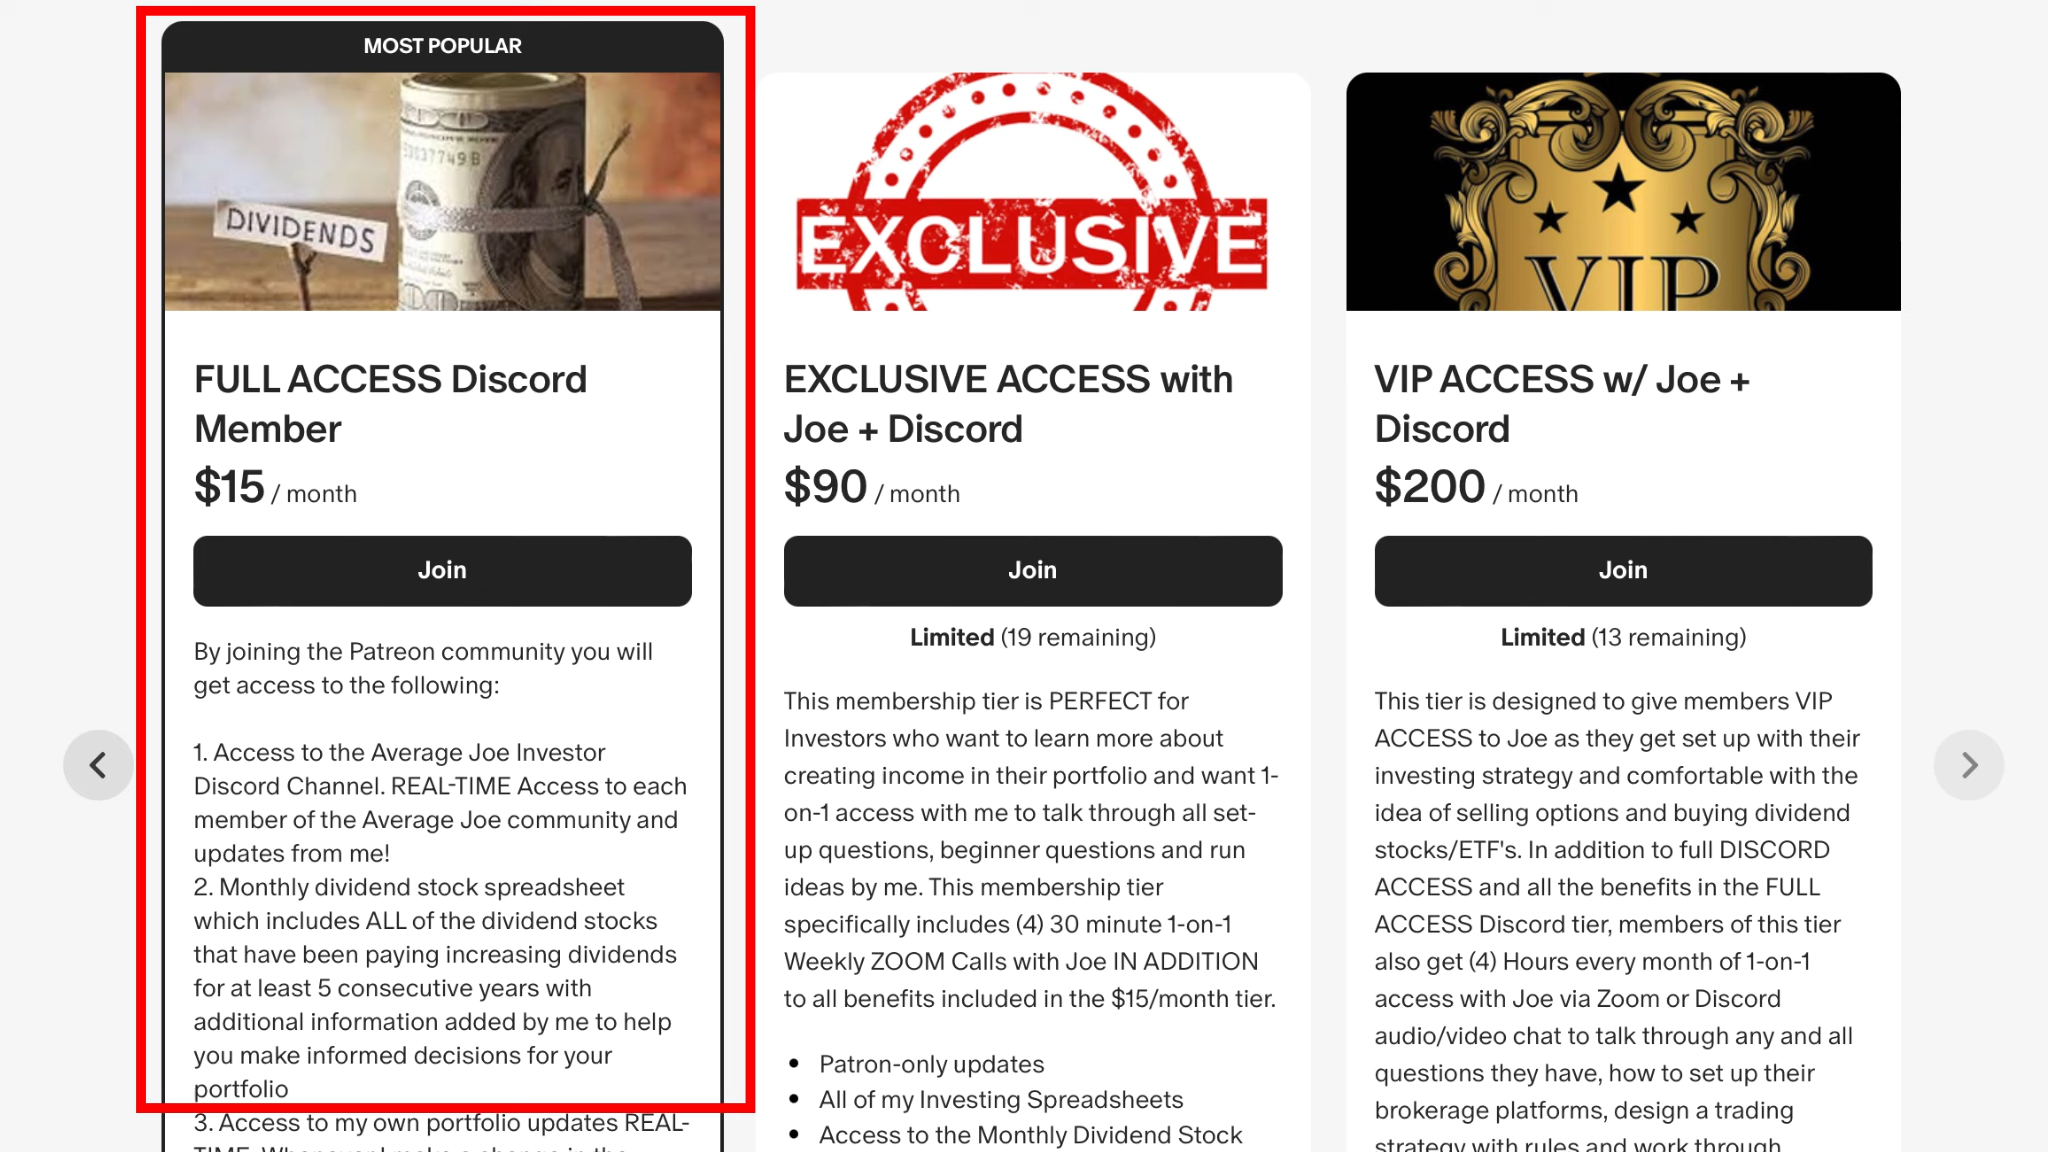 MOST POPULAR
DIVIDENDS
FULL ACCESS Discord
Member
$15 / month
Join
By joining the Patreon community you will
get access to the following:
1. Access to the Average Joe Investor
Discord Channel. REAL-TIME Access to each
member of the Average Joe community and
updates from me!
2. Monthly dividend stock spreadsheet
which includes ALL of the dividend stocks
that have been paying increasing dividends
for at least 5 consecutive years with
additional information added by me to help
you make informed decisions for your
portfolio
3. Access to my own portfolio updates REAL-
EXCLUSIVE
EXCLUSIVE ACCESS with
Joe + Discord
$90 / month
Join
Limited (19 remaining)
This membership tier is PERFECT for
Investors who want to learn more about
creating income in their portfolio and want 1-
on-1 access with me to talk through all set-
up questions, beginner questions and run
ideas by me. This membership tier
specifically includes (4) 30 minute 1-on-1
Weekly ZOOM Calls with Joe IN ADDITION
to all benefits included in the $15/month tier.
• Patron-only updates
• All of my Investing Spreadsheets
• Access to the Monthly Dividend Stock
VIP
VIP ACCESS w/ Joe +
Discord
$200 / month
Join
Limited (13 remaining)
This tier is designed to give members VIP
ACCESS to Joe as they get set up with their
investing strategy and comfortable with the
idea of selling options and buying dividend
stocks/ETF's. In addition to full DISCORD
ACCESS and all the benefits in the FULL
ACCESS Discord tier, members of this tier
also get (4) Hours every month of 1-on-1
access with Joe via Zoom or Discord
audio/video chat to talk through any and all
questions they have, how to set up their
brokerage platforms, design a trading
strategy with rules and work through